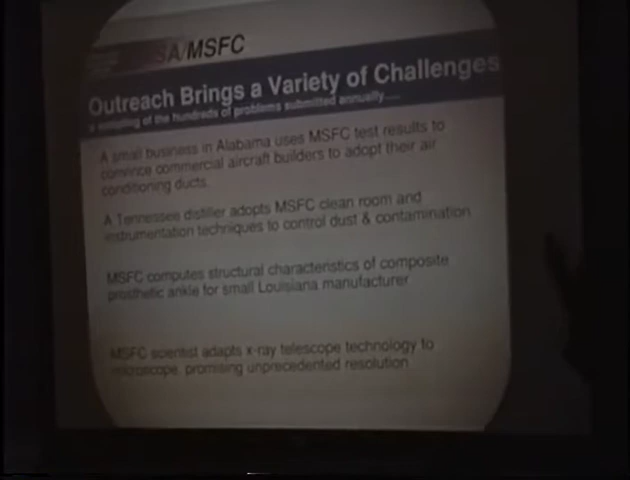 SA/MSFC
Outreach Brings a Variety of Challenges
a sampling of the hundreds of problems submitted annually....
A small business in Alabama uses MSFC test results to
convince commercial aircraft builders to adopt their air
conditioning ducts.
A Tennessee distiller adopts MSFC clean room and
instrumentation techniques to control dust & contamination
MSFC computes structural characteristics of composite
prosthetic ankle for small Louisiana manufacturer
MSFC scientist adapts x-ray telescope technology to
microscope, promising unprecedented resolution